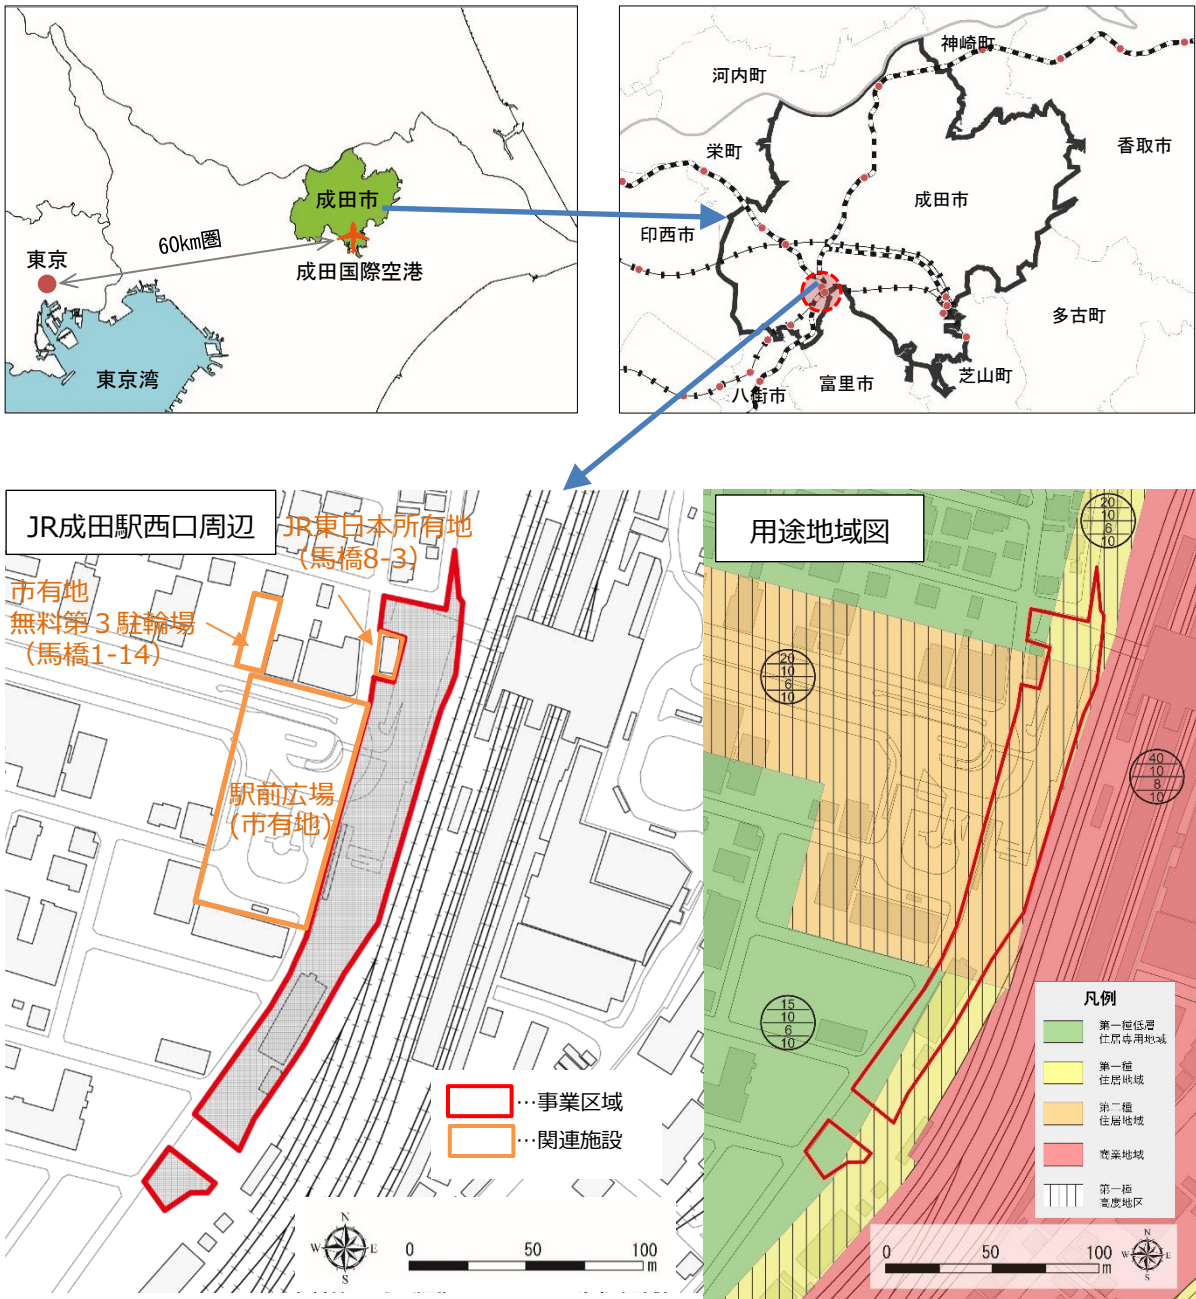 成田市
60km圏
東京
成田国際空港
東京湾
神崎町
河内町
栄町
香取市
成田市
印西市
多古町
芝山町
富里市
八街市
JR成田駅西口周辺
JR東日本所有地
（馬橋8-3）
市有地
無料第３駐輪場
（馬橋1-14）
駅前広場
(市有地)
…事業区域
…関連施設
N
W
E
S
0
50
100
m
用途地域図
20
10
6
10
20
10
6
10
40
10
8
10
15
10
6
10
凡例
第一種低層
住居専用地域
第一種
住居地域
第二種
住居地域
商業地域
第一種
高度地区
0
50
100
m
N
W
E
S